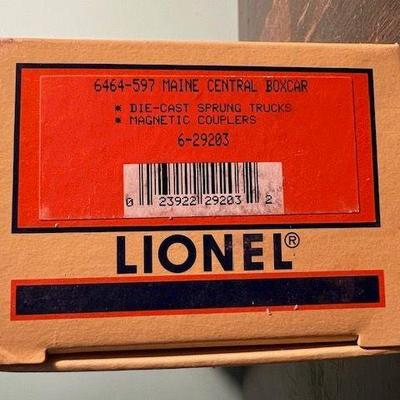 6464-597 MAINE CENTRAL BOXCAR
* DIE-CAST SPRUNG TRUCKS
* MAGNETIC COUPLERS
6-29203
0 23922 29203 2
LIONEL®